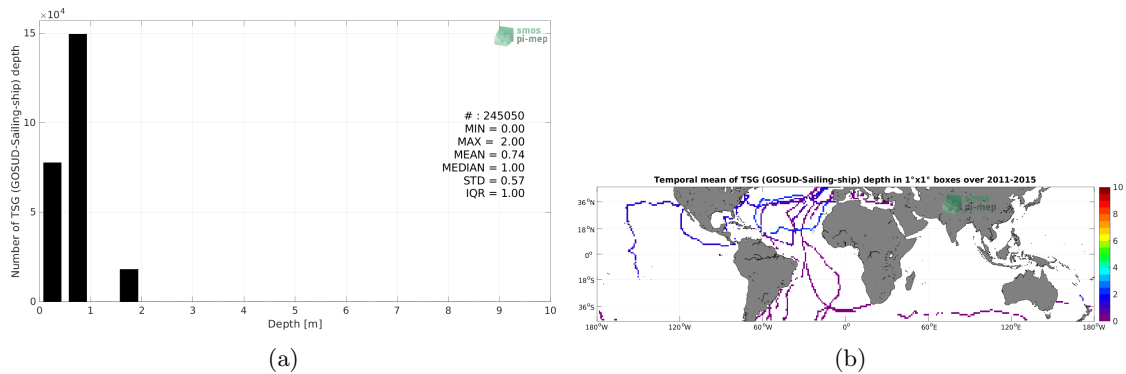 ×10⁴
15
10
5
0
Number of TSG (GOSUD-Sailing-ship) depth
smos
pi-mep
# : 245050
MIN = 0.00
MAX = 2.00
MEAN = 0.74
MEDIAN = 1.00
STD = 0.57
IQR = 1.00
0 1 2 3 4 5 6 7 8 9 10
Depth [m]
(a)
Temporal mean of TSG (GOSUD-Sailing-ship) depth in 1°x1° boxes over 2011-2015
smos
pi-mep
36°N
18°N
0°
18°S
36°S
180°W 120°W 60°W 0° 60°E 120°E 180°W
10
8
6
4
2
0
(b)